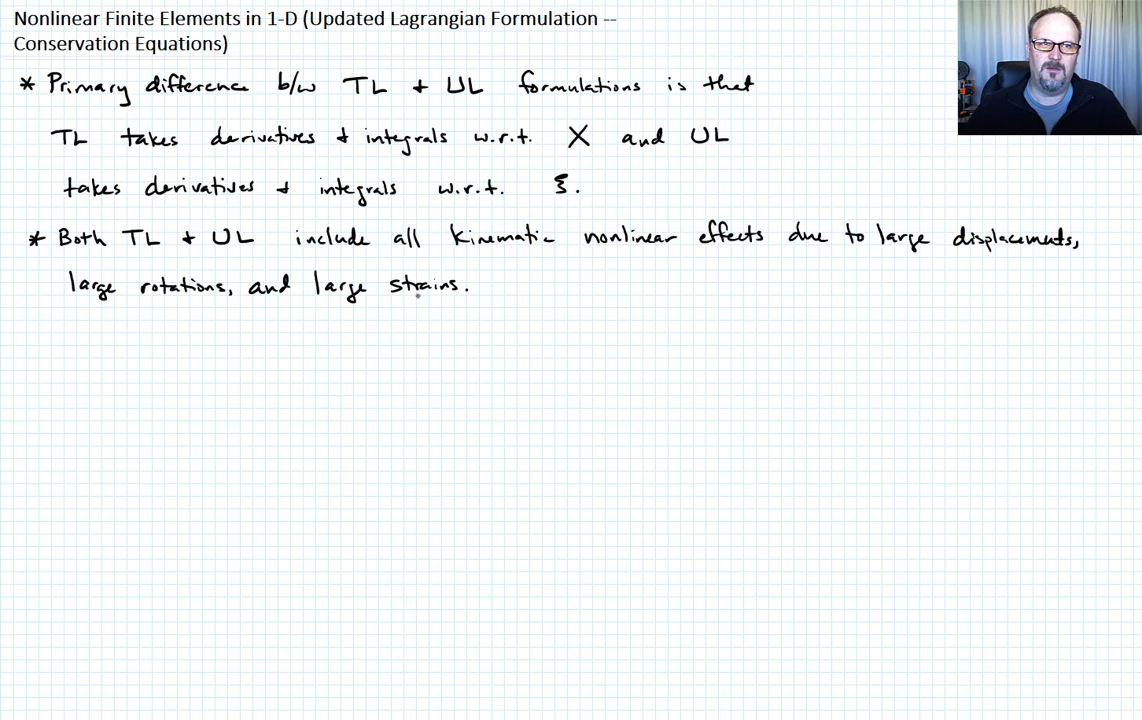 Nonlinear Finite Elements in 1-D (Updated Lagrangian Formulation --
Conservation Equations)
* Primary difference b/w TL + UL formulations is that
TL takes derivatives + integrals w.r.t. X and UL
takes derivatives + integrals w.r.t. ξ.
* Both TL + UL include all kinematic nonlinear effects due to large displacements,
large rotations, and large strains.